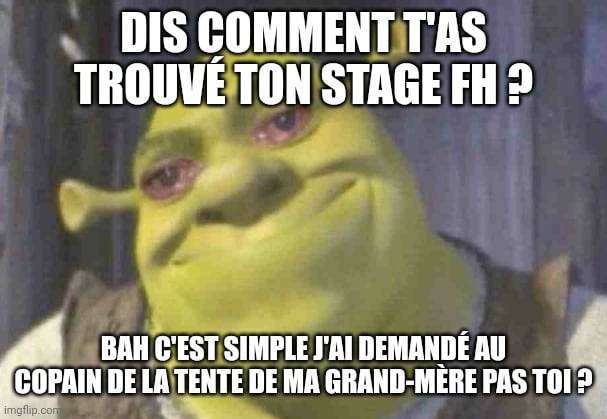 DIS COMMENT T'AS
TROUVÉ TON STAGE FH ?
BAH C'EST SIMPLE J'AI DEMANDÉ AU
COPAIN DE LA TENTE DE MA GRAND-MÈRE PAS TOI ?
imgflip.com